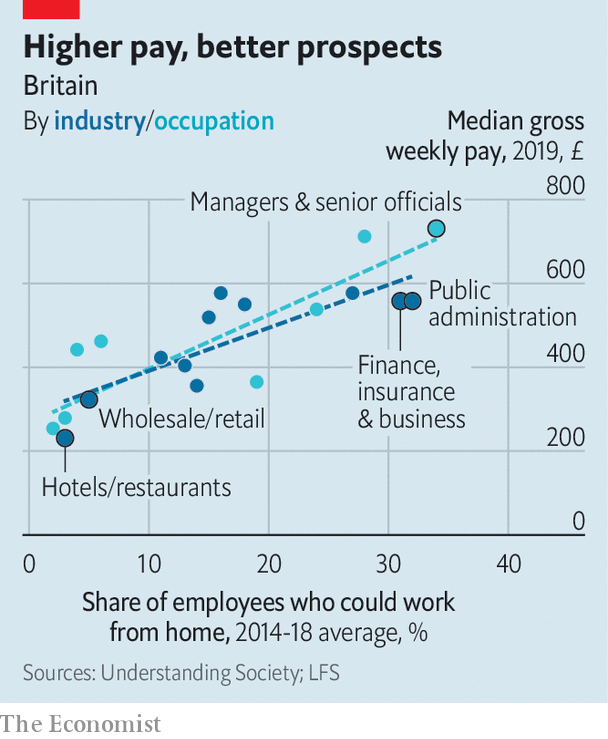 Higher pay, better prospects
Britain
By industry/occupation
Median gross
weekly pay, 2019, £
800
Managers & senior officials
600
Public
administration
400
Finance,
insurance
& business
Wholesale/retail
200
Hotels/restaurants
0
0 10 20 30 40
Share of employees who could work
from home, 2014-18 average, %
Sources: Understanding Society; LFS
The Economist